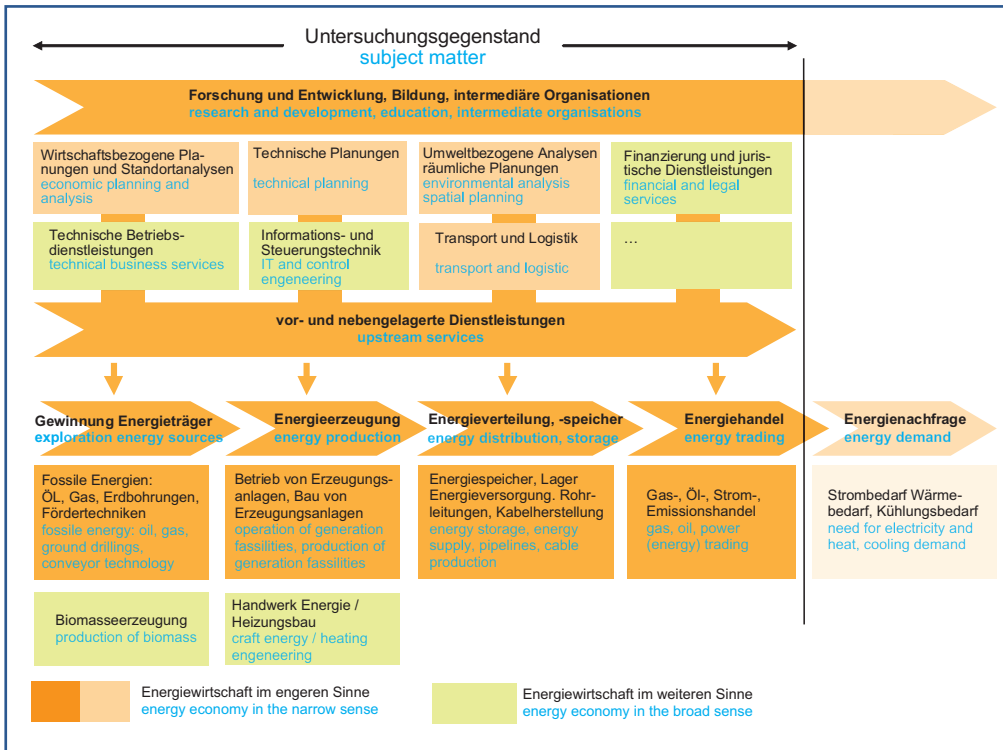 Untersuchungsgegenstand
subject matter
Forschung und Entwicklung, Bildung, intermediäre Organisationen
research and development, education, intermediate organisations
Wirtschaftsbezogene Pla-
nungen und Standortanalysen
economic planning and
analysis
Technische Planungen
technical planning
Umweltbezogene Analysen
räumliche Planungen
environmental analysis
spatial planning
Finanzierung und juris-
tische Dienstleistungen
financial and legal
services
Technische Betriebs-
dienstleistungen
technical business services
Informations- und
Steuerungstechnik
IT and control
engeneering
Transport und Logistik
transport and logistic
...
vor- und nebengelagerte Dienstleistungen
upstream services
Gewinnung Energieträger
exploration energy sources
Energieerzeugung
energy production
Energieverteilung, -speicher
energy distribution, storage
Energiehandel
energy trading
Energienachfrage
energy demand
Fossile Energien:
ÖL, Gas, Erdbohrungen,
Fördertechniken
fossile energy: oil, gas,
ground drillings,
conveyor technology
Betrieb von Erzeugungs-
anlagen, Bau von
Erzeugungsanlagen
operation of generation
fassilities, production of
generation fassilities
Energiespeicher, Lager
Energieversorgung. Rohr-
leitungen, Kabelherstellung
energy storage, energy
supply, pipelines, cable
production
Gas-, Öl-, Strom-,
Emissionshandel
gas, oil, power
(energy) trading
Strombedarf Wärme-
bedarf, Kühlungsbedarf
need for electricity and
heat, cooling demand
Biomasseerzeugung
production of biomass
Handwerk Energie /
Heizungsbau
craft energy / heating
engeneering
Energiewirtschaft im engeren Sinne
energy economy in the narrow sense
Energiewirtschaft im weiteren Sinne
energy economy in the broad sense